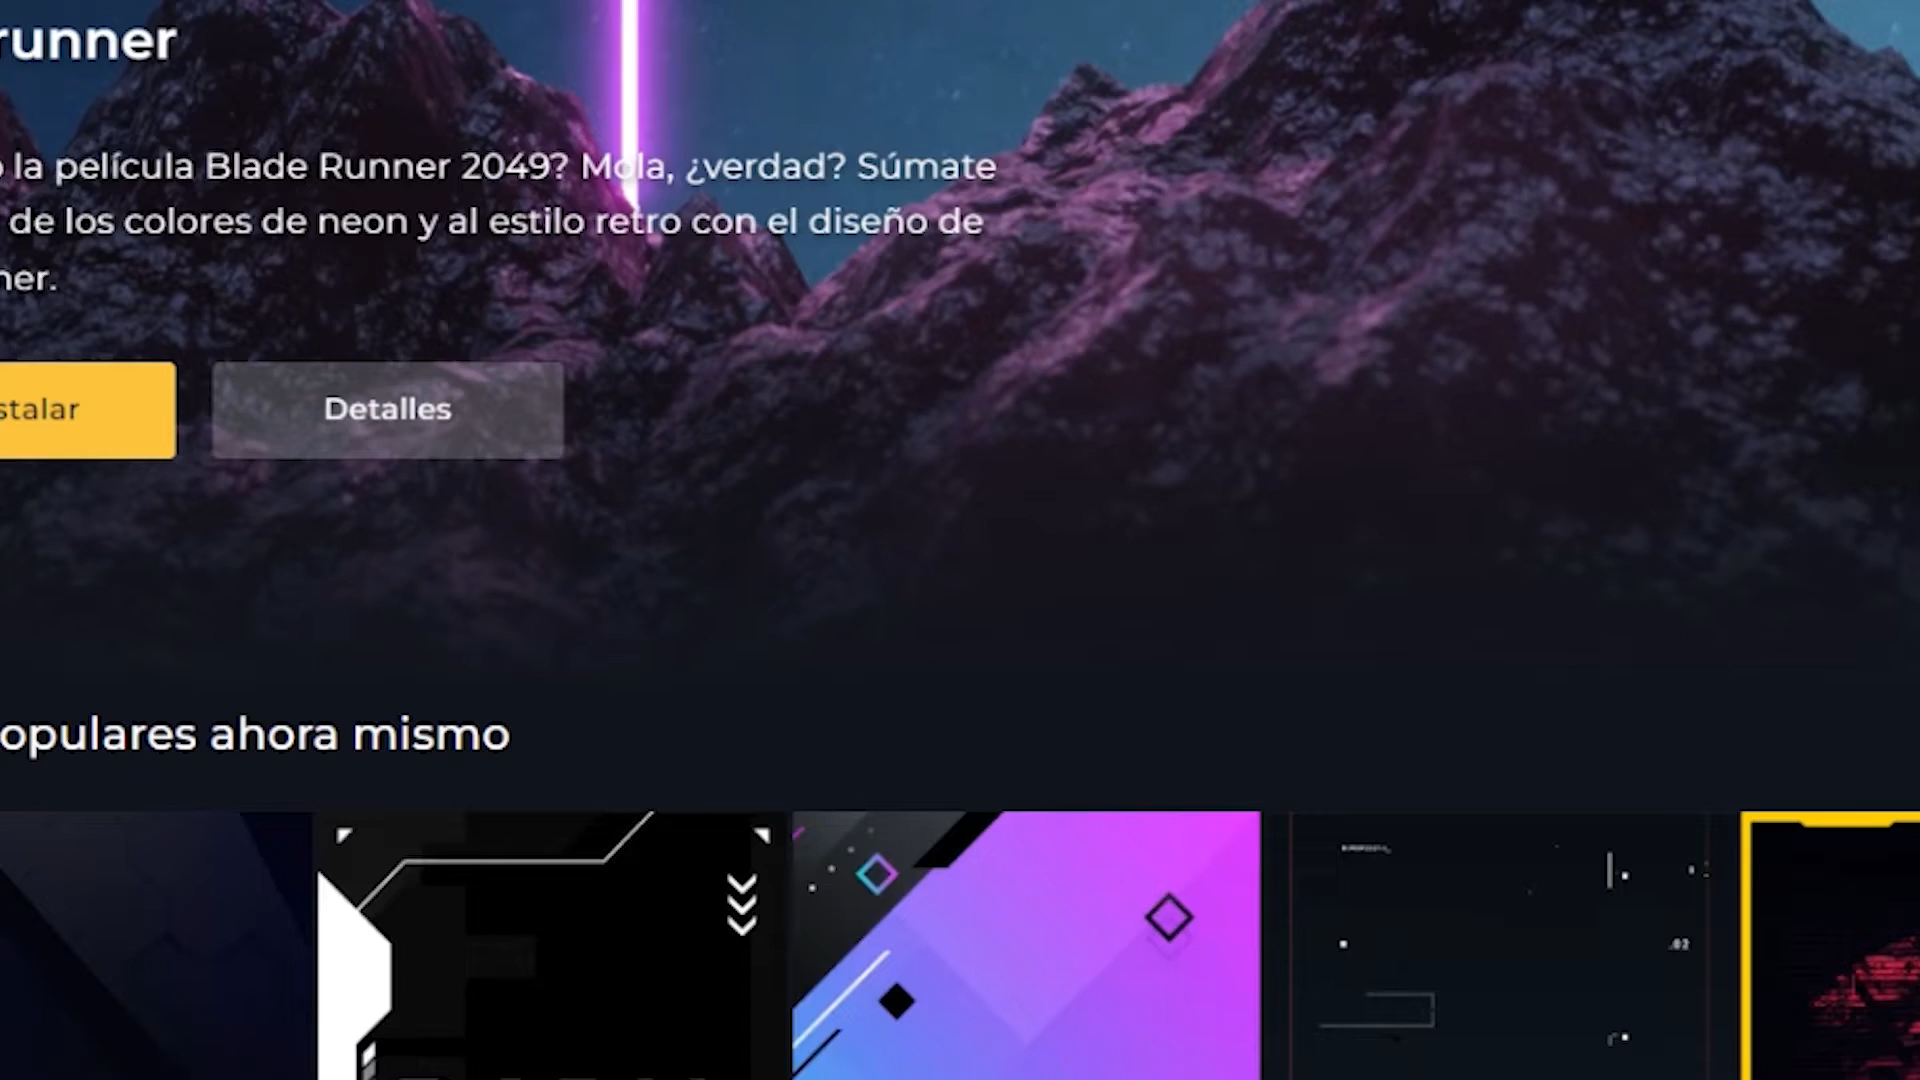 runner
la película Blade Runner 2049? Mola, ¿verdad? Súmate
de los colores de neon y al estilo retro con el diseño de
ner.
stalar
Detalles
opulares ahora mismo
.02